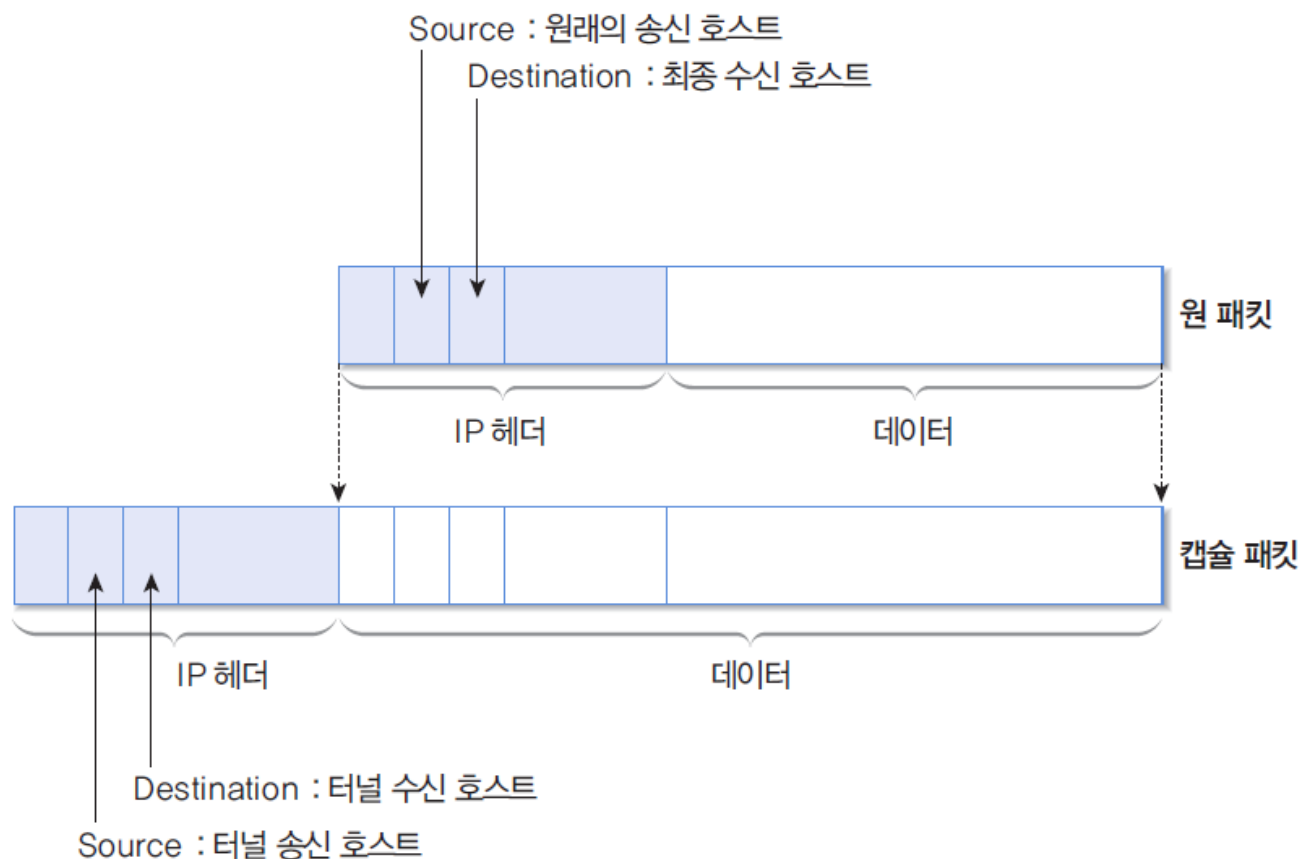 Source : 원래의 송신 호스트
Destination : 최종 수신 호스트
원 패킷
IP 헤더
데이터
캡슐 패킷
IP 헤더
데이터
Destination : 터널 수신 호스트
Source : 터널 송신 호스트